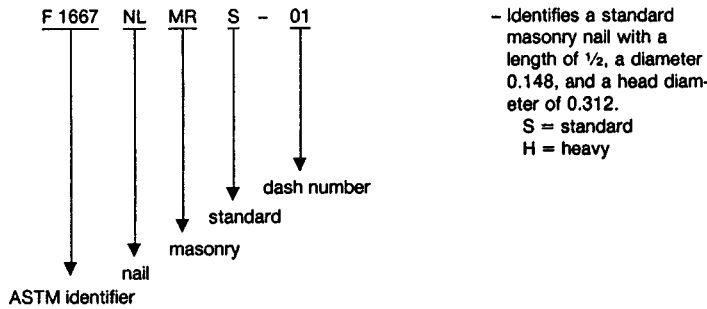 F 1667 NL MR S - 01
dash number
standard
masonry
nail
ASTM identifier
– Identifies a standard
masonry nail with a
length of ½, a diameter
0.148, and a head diam-
eter of 0.312.
S = standard
H = heavy